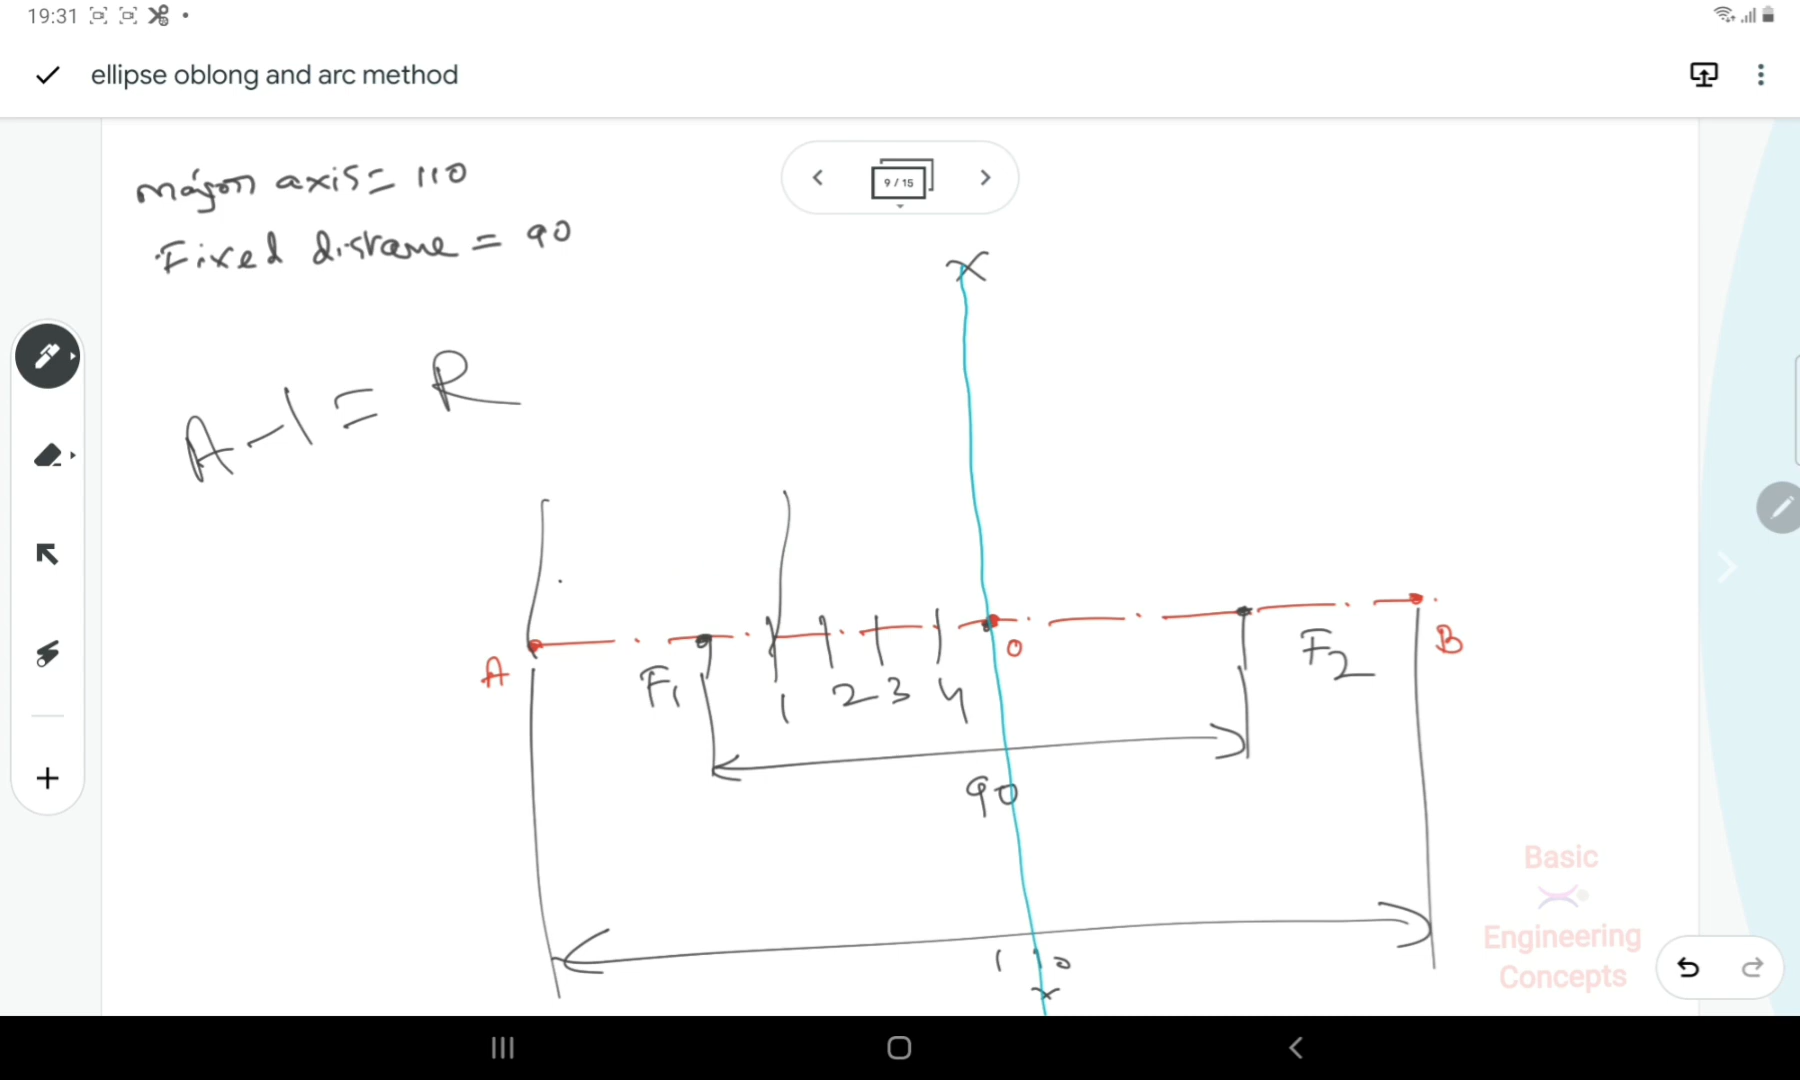 19:31
ellipse oblong and arc method
9 / 15
major axis = 110
Fixed distance = 90
A-1 = R
X
A F1 1 2 3 4 O F2 B
90
110
x
Basic
Engineering
Concepts